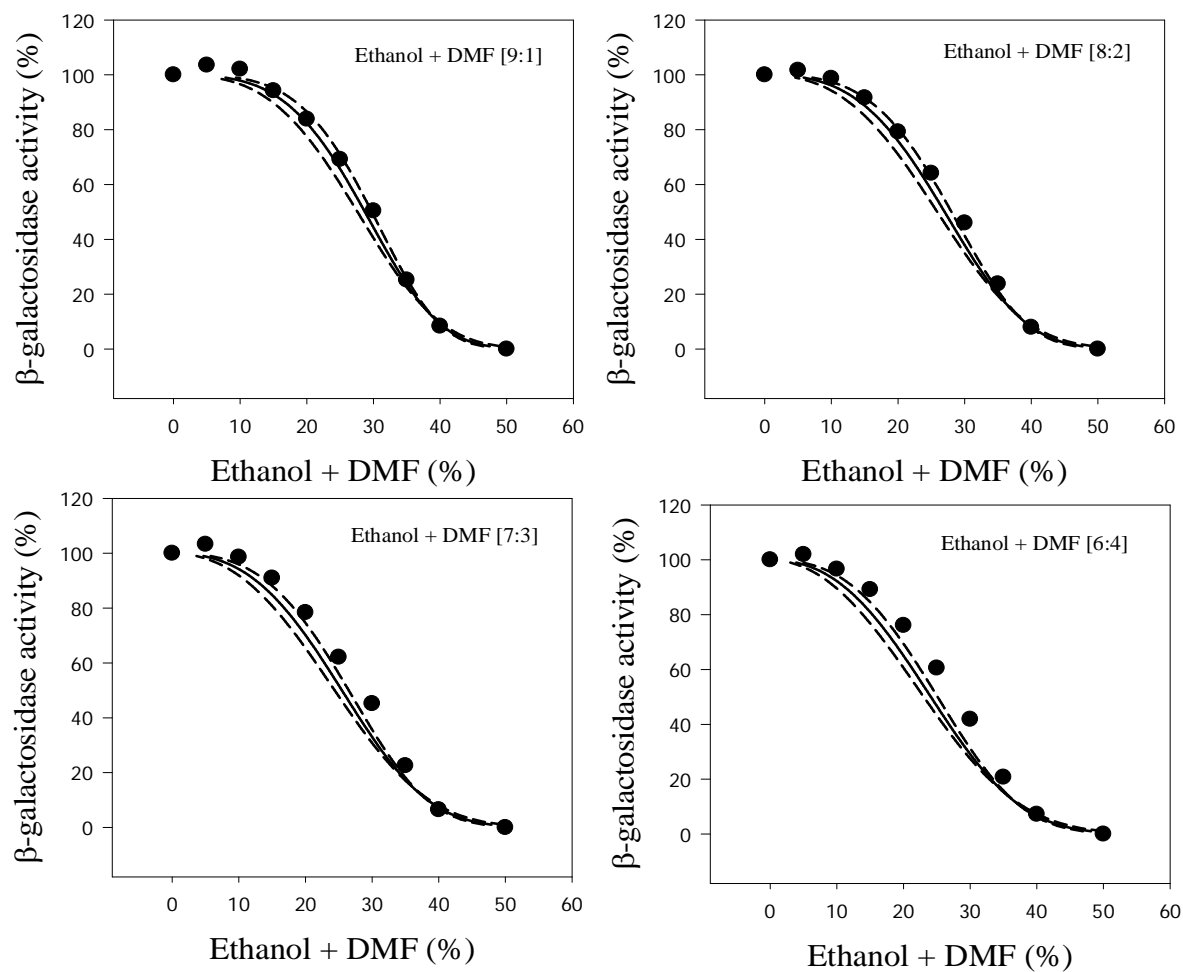 120
100
80
60
40
20
0
β-galactosidase activity (%)
Ethanol + DMF [9:1]
0 10 20 30 40 50 60
Ethanol + DMF (%)
120
100
80
60
40
20
0
β-galactosidase activity (%)
Ethanol + DMF [8:2]
0 10 20 30 40 50 60
Ethanol + DMF (%)
120
100
80
60
40
20
0
β-galactosidase activity (%)
Ethanol + DMF [7:3]
0 10 20 30 40 50 60
Ethanol + DMF (%)
120
100
80
60
40
20
0
β-galactosidase activity (%)
Ethanol + DMF [6:4]
0 10 20 30 40 50 60
Ethanol + DMF (%)